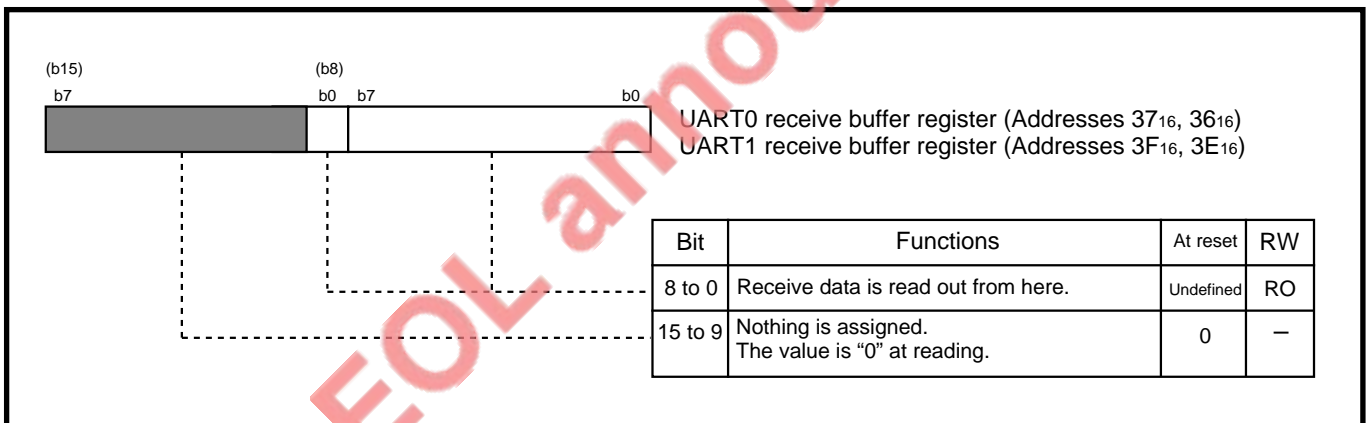 (b15) (b8)
b7 b0 b7 b0
UART0 receive buffer register (Addresses 37₁₆, 36₁₆)
UART1 receive buffer register (Addresses 3F₁₆, 3E₁₆)
Bit Functions At reset RW
8 to 0 Receive data is read out from here. Undefined RO
15 to 9 Nothing is assigned. 0 –
The value is “0” at reading.
EOL annou